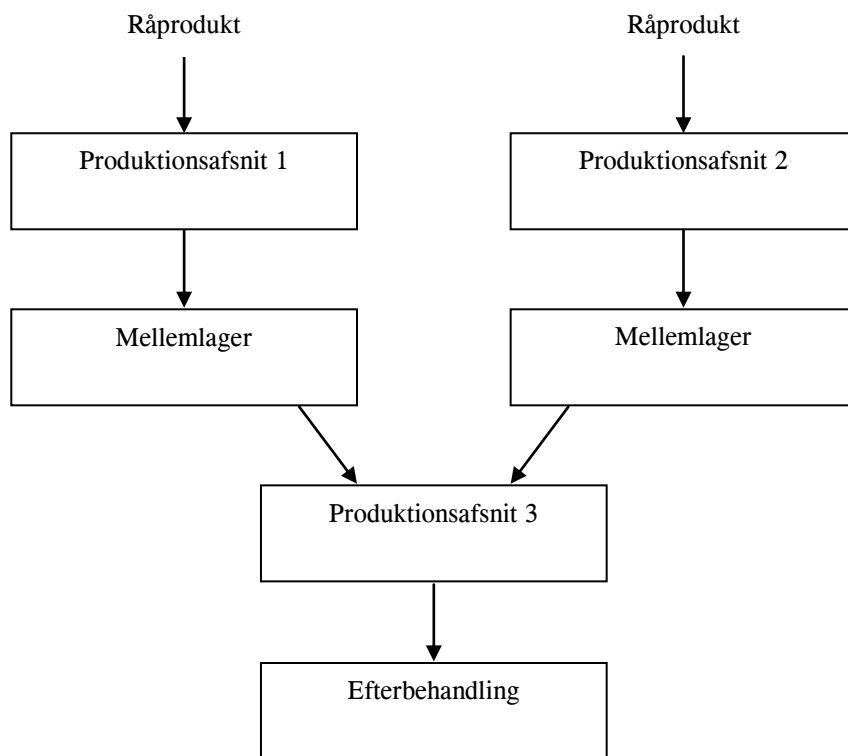 Råprodukt
Råprodukt
Produktionsafsnit 1
Produktionsafsnit 2
Mellemlager
Mellemlager
Produktionsafsnit 3
Efterbehandling